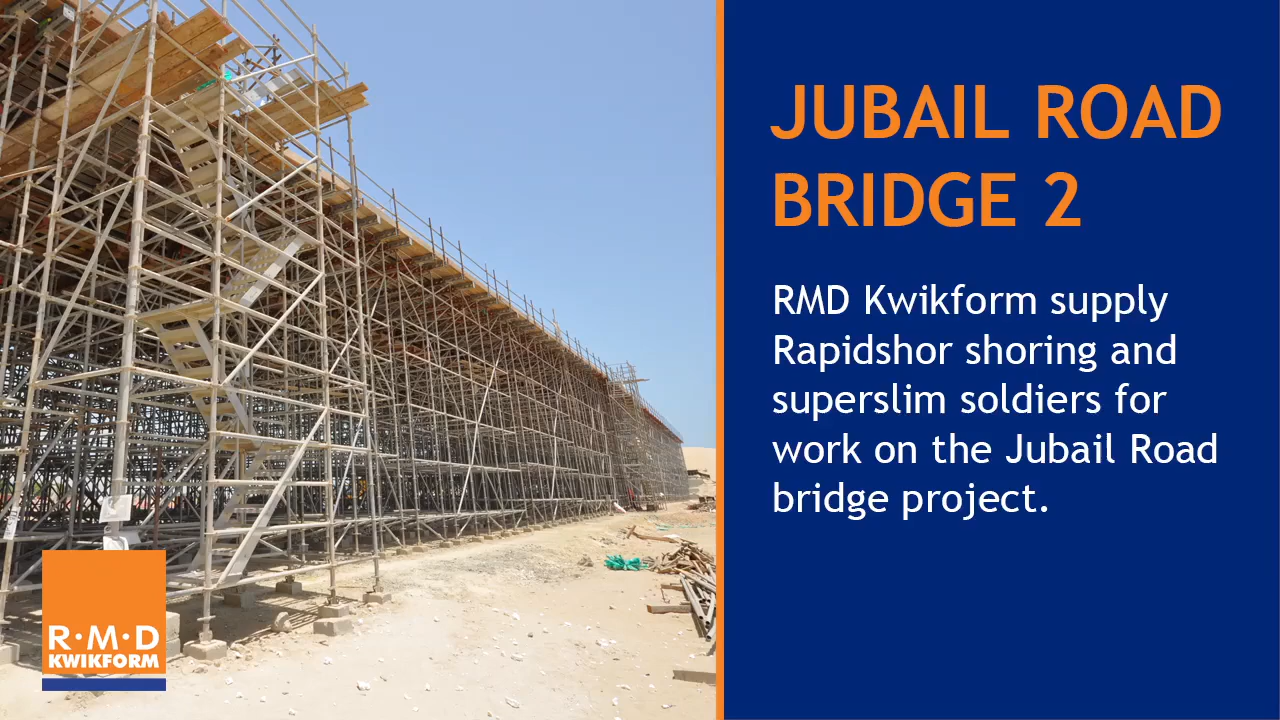 JUBAIL ROAD
BRIDGE 2
RMD Kwikform supply
Rapidshor shoring and
superslim soldiers for
work on the Jubail Road
bridge project.
R·M·D
KWIKFORM